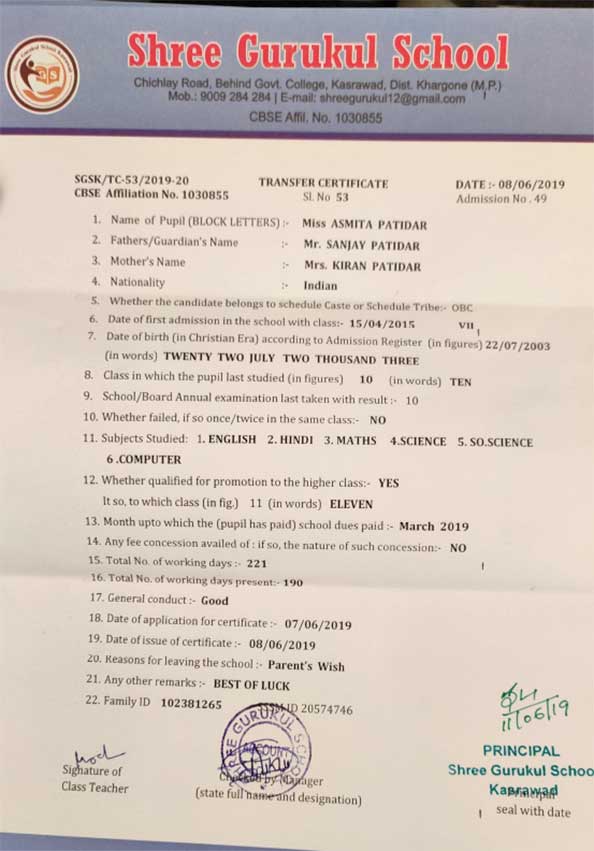 Shree Gurukul School
Chichlay Road, Behind Govt. College, Kasrawad, Dist. Khargone (M.P.)
Mob.: 9009 284 284 | E-mail: shreegurukul12@gmail.com
CBSE Affil. No. 1030855
SGSK/TC-53/2019-20 TRANSFER CERTIFICATE DATE :- 08/06/2019
CBSE Affiliation No. 1030855 Sl. No 53 Admission No . 49
1. Name of Pupil (BLOCK LETTERS) :- Miss ASMITA PATIDAR
2. Fathers/Guardian's Name :- Mr. SANJAY PATIDAR
3. Mother's Name :- Mrs. KIRAN PATIDAR
4. Nationality :- Indian
5. Whether the candidate belongs to schedule Caste or Schedule Tribe:- OBC
6. Date of first admission in the school with class:- 15/04/2015 VII
7. Date of birth (in Christian Era) according to Admission Register (in figures) 22/07/2003
(in words) TWENTY TWO JULY TWO THOUSAND THREE
8. Class in which the pupil last studied (in figures) 10 (in words) TEN
9. School/Board Annual examination last taken with result :- 10
10. Whether failed, if so once/twice in the same class:- NO
11. Subjects Studied: 1. ENGLISH 2. HINDI 3. MATHS 4.SCIENCE 5. SO.SCIENCE
6 .COMPUTER
12. Whether qualified for promotion to the higher class:- YES
It so, to which class (in fig.) 11 (in words) ELEVEN
13. Month upto which the (pupil has paid) school dues paid :- March 2019
14. Any fee concession availed of : if so, the nature of such concession:- NO
15. Total No. of working days :- 221
16. Total No. of working days present:- 190
17. General conduct :- Good
18. Date of application for certificate :- 07/06/2019
19. Date of issue of certificate :- 08/06/2019
20. Reasons for leaving the school :- Parent's Wish
21. Any other remarks :- BEST OF LUCK
22. Family ID 102381265 SSSM ID 20574746
SHREE GURUKUL SCHOOL
ACCOUNT
11/06/19
Signature of
Class Teacher
Checked by Manager
(state full name and designation)
PRINCIPAL
Shree Gurukul School
Kasrawad
Principal
seal with date